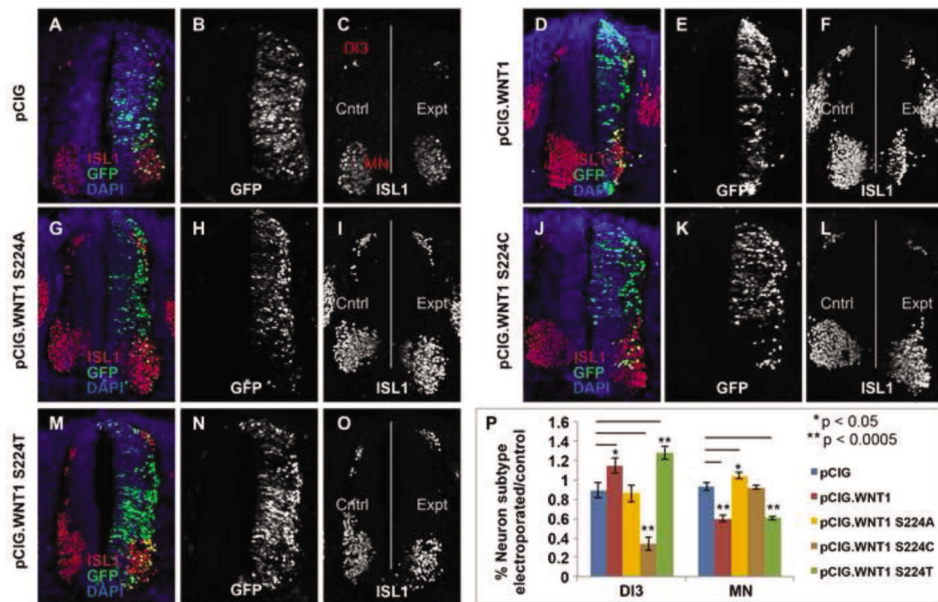 pCIG
A
B
C
DI3
Cntrl
Expt
MN
ISL1
GFP
DAPI
GFP
ISL1
pCIG.WNT1
D
E
F
Cntrl
Expt
ISL1
GFP
DAPI
GFP
ISL1
pCIG.WNT1 S224A
G
H
I
Cntrl
Expt
ISL1
GFP
DAPI
GFP
ISL1
pCIG.WNT1 S224C
J
K
L
Cntrl
Expt
ISL1
GFP
DAPI
GFP
ISL1
pCIG.WNT1 S224T
M
N
O
Cntrl
Expt
ISL1
GFP
DAPI
GFP
ISL1
P
% Neuron subtype
electroporated/control
1.6
1.4
1.2
1
0.8
0.6
0.4
0.2
0
*
**
**
**
*
**
DI3
MN
*p < 0.05
**p < 0.0005
pCIG
pCIG.WNT1
pCIG.WNT1 S224A
pCIG.WNT1 S224C
pCIG.WNT1 S224T